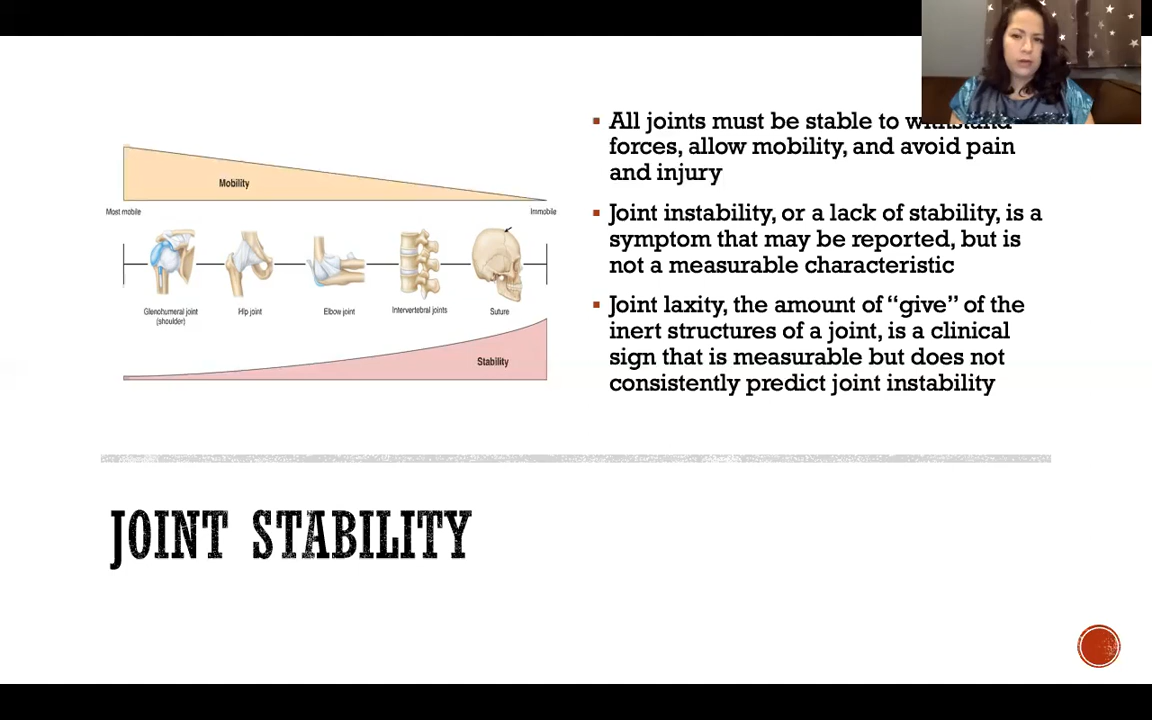 All joints must be stable to withstand
forces, allow mobility, and avoid pain
and injury
Joint instability, or a lack of stability, is a
symptom that may be reported, but is
not a measurable characteristic
Joint laxity, the amount of “give” of the
inert structures of a joint, is a clinical
sign that is measurable but does not
consistently predict joint instability
Mobility
Most mobile
Immobile
Glenohumeral joint
(shoulder)
Hip joint
Elbow joint
Intervertebral joints
Suture
Stability
JOINT STABILITY